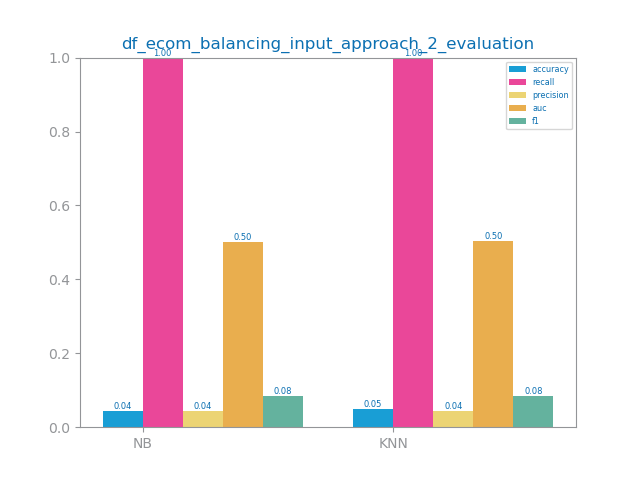 df_ecom_balancing_input_approach_2_evaluation
1.0
0.8
0.6
0.4
0.2
0.0
0.04
1.00
0.04
0.50
0.08
0.05
1.00
0.04
0.50
0.08
NB
KNN
accuracy
recall
precision
auc
f1